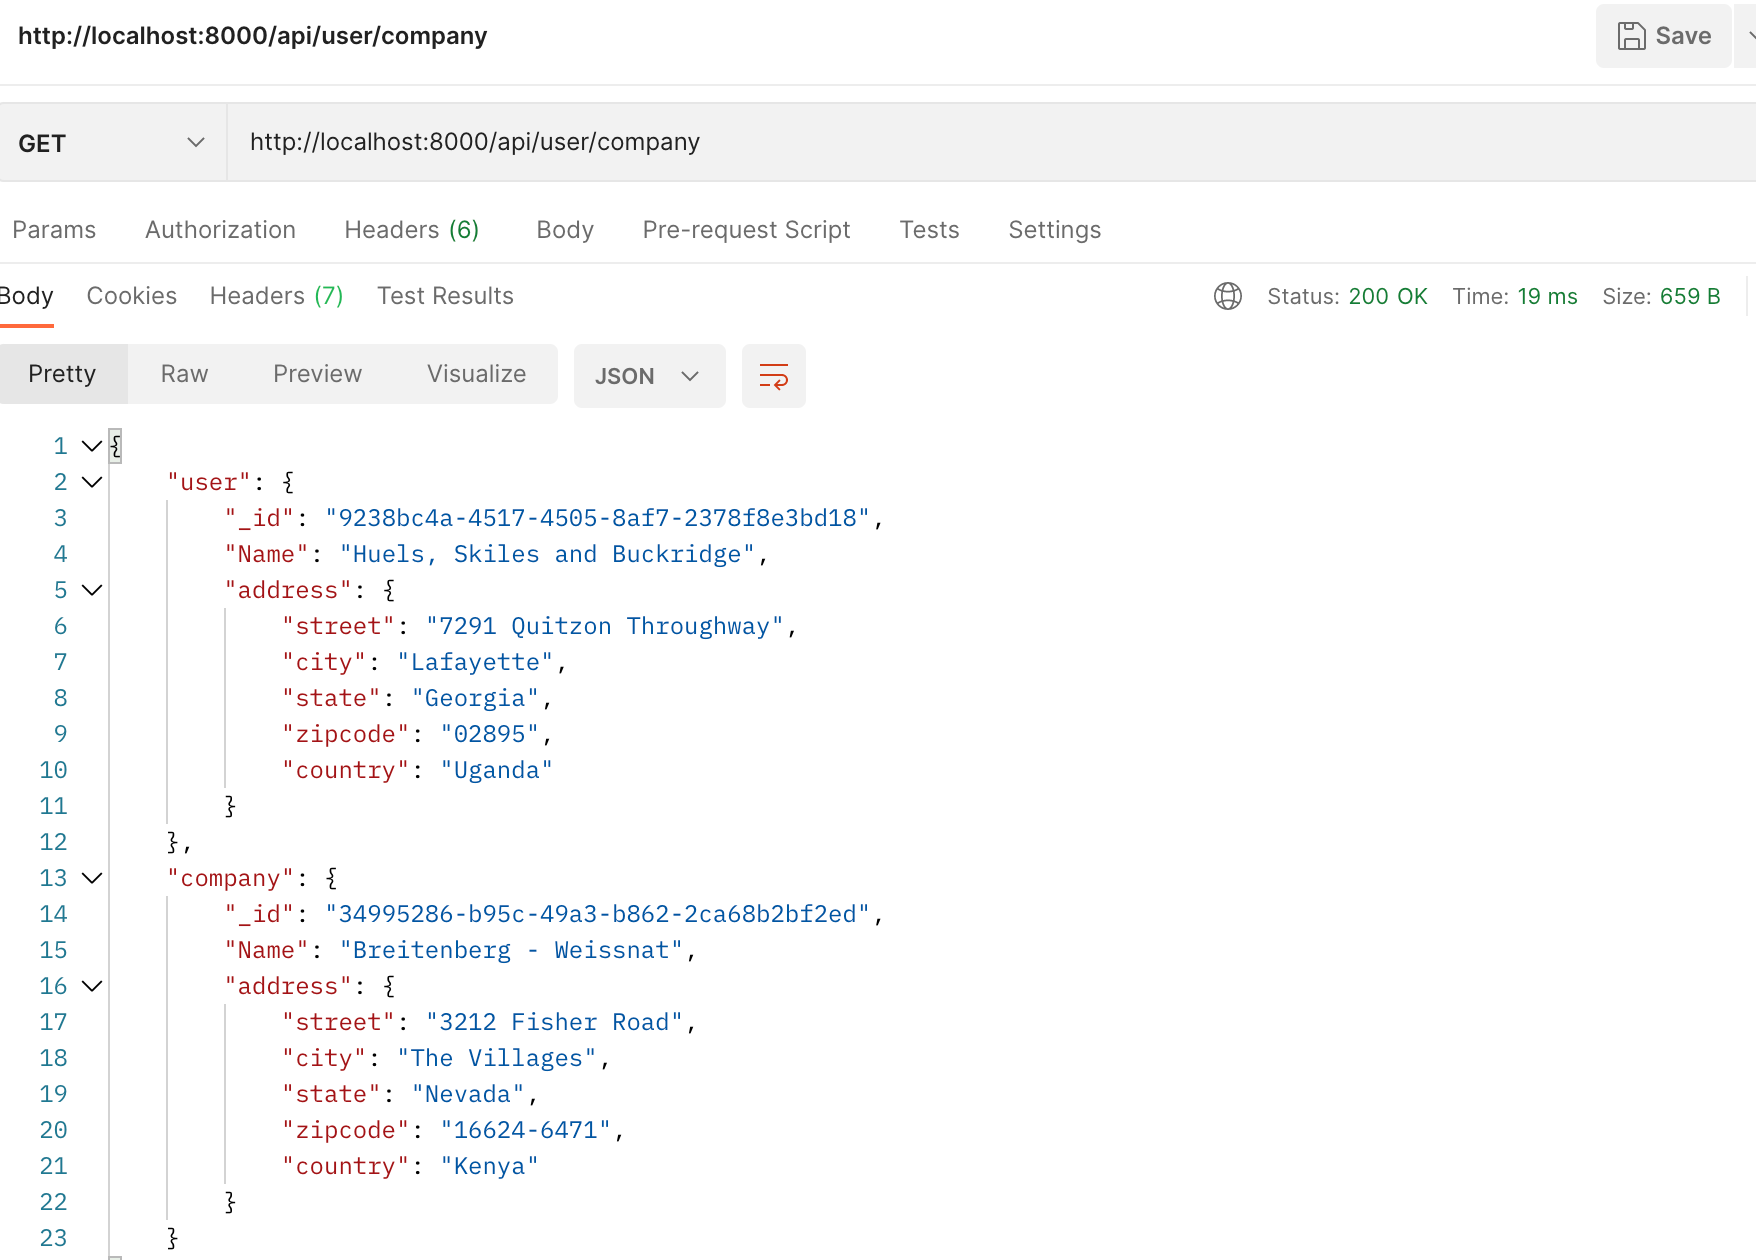 http://localhost:8000/api/user/company
Save
GET http://localhost:8000/api/user/company
Params Authorization Headers (6) Body Pre-request Script Tests Settings
Body Cookies Headers (7) Test Results Status: 200 OK Time: 19 ms Size: 659 B
Pretty Raw Preview Visualize JSON
1 {
2 "user": {
3 "_id": "9238bc4a-4517-4505-8af7-2378f8e3bd18",
4 "Name": "Huels, Skiles and Buckridge",
5 "address": {
6 "street": "7291 Quitzon Throughway",
7 "city": "Lafayette",
8 "state": "Georgia",
9 "zipcode": "02895",
10 "country": "Uganda"
11 }
12 },
13 "company": {
14 "_id": "34995286-b95c-49a3-b862-2ca68b2bf2ed",
15 "Name": "Breitenberg - Weissnat",
16 "address": {
17 "street": "3212 Fisher Road",
18 "city": "The Villages",
19 "state": "Nevada",
20 "zipcode": "16624-6471",
21 "country": "Kenya"
22 }
23 }